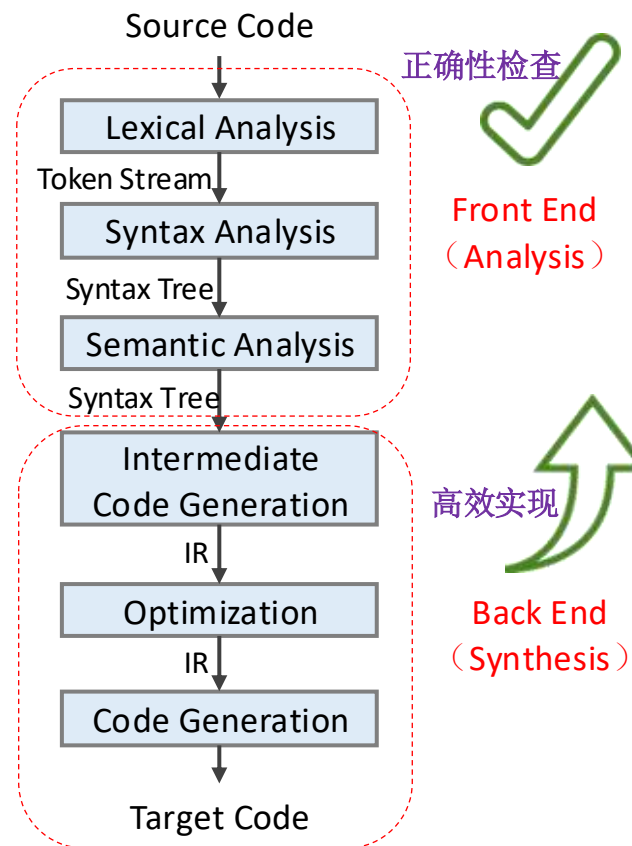 Source Code
正确性检查
Lexical Analysis
Token Stream
Front End
（Analysis）
Syntax Analysis
Syntax Tree
Semantic Analysis
Syntax Tree
Intermediate
Code Generation
高效实现
IR
Optimization
Back End
（Synthesis）
IR
Code Generation
Target Code